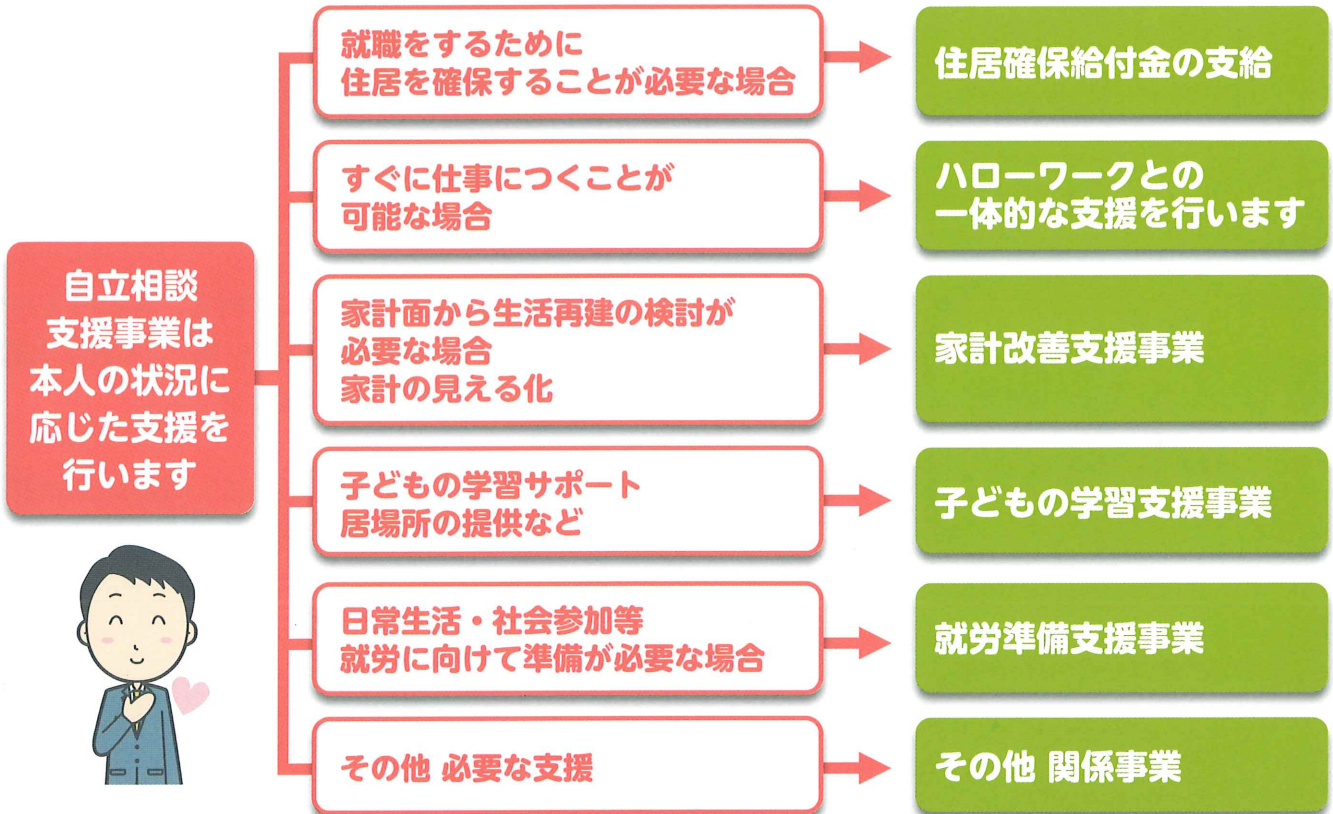 自立相談
支援事業は
本人の状況に
応じた支援を
行います
就職をするために
住居を確保することが必要な場合
住居確保給付金の支給
すぐに仕事につくことが
可能な場合
ハローワークとの
一体的な支援を行います
家計面から生活再建の検討が
必要な場合
家計の見える化
家計改善支援事業
子どもの学習サポート
居場所の提供など
子どもの学習支援事業
日常生活・社会参加等
就労に向けて準備が必要な場合
就労準備支援事業
その他 必要な支援
その他 関係事業